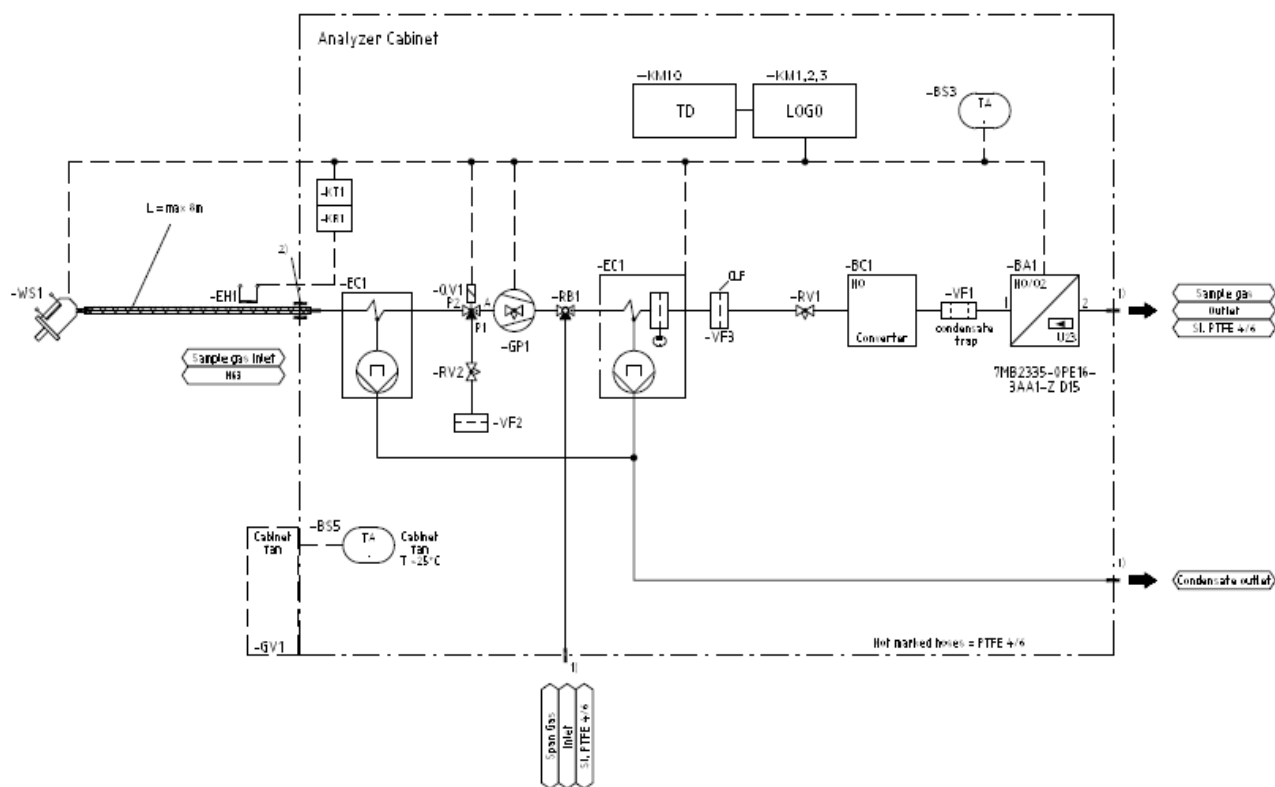 Analyzer Cabinet
-KM10
TD
-KM1,2,3
LOGO
-BS3
TA
-KT1
-KR1
L = max 8m
2)
-WS1
-EH1
-EC1
-QV1
P2
A
P1
-GP1
-RB1
-EC1
CLF
-VF3
-RV1
-BC1
NO
Converter
-VF1
condensate
trap
-BA1
NO/O2
1
2
U23
1)
Sample gas
Outlet
SI. PTFE 4/6
Sample gas inlet
-RV2
-VF2
7MB2335-0PE16-
3AA1-Z D15
Cabinet
fan
-BS5
TA
Cabinet
fan
-GV1
1)
Condensate outlet
Not marked hoses = PTFE 4/6
1)
Span Gas
Inlet
SI. PTFE 4/6